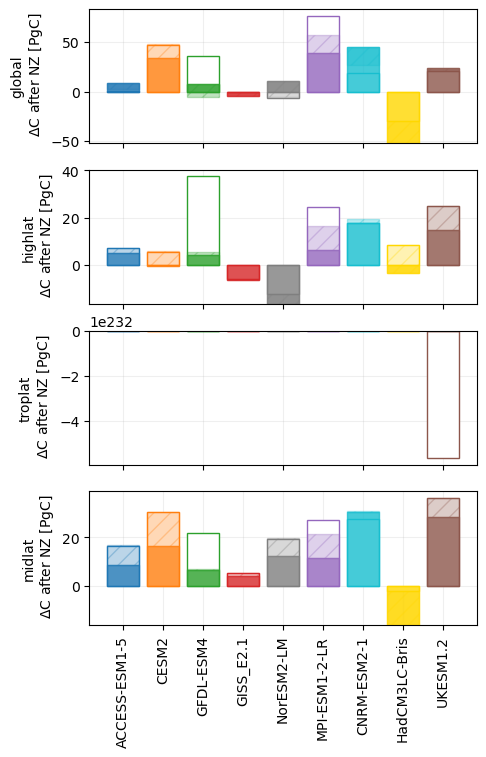 global
ΔC after NZ [PgC]
50
0
−50
highlat
ΔC after NZ [PgC]
40
20
0
1e232
troplat
ΔC after NZ [PgC]
0
−2
−4
midlat
ΔC after NZ [PgC]
20
0
ACCESS-ESM1-5
CESM2
GFDL-ESM4
GISS_E2.1
NorESM2-LM
MPI-ESM1-2-LR
CNRM-ESM2-1
HadCM3LC-Bris
UKESM1.2